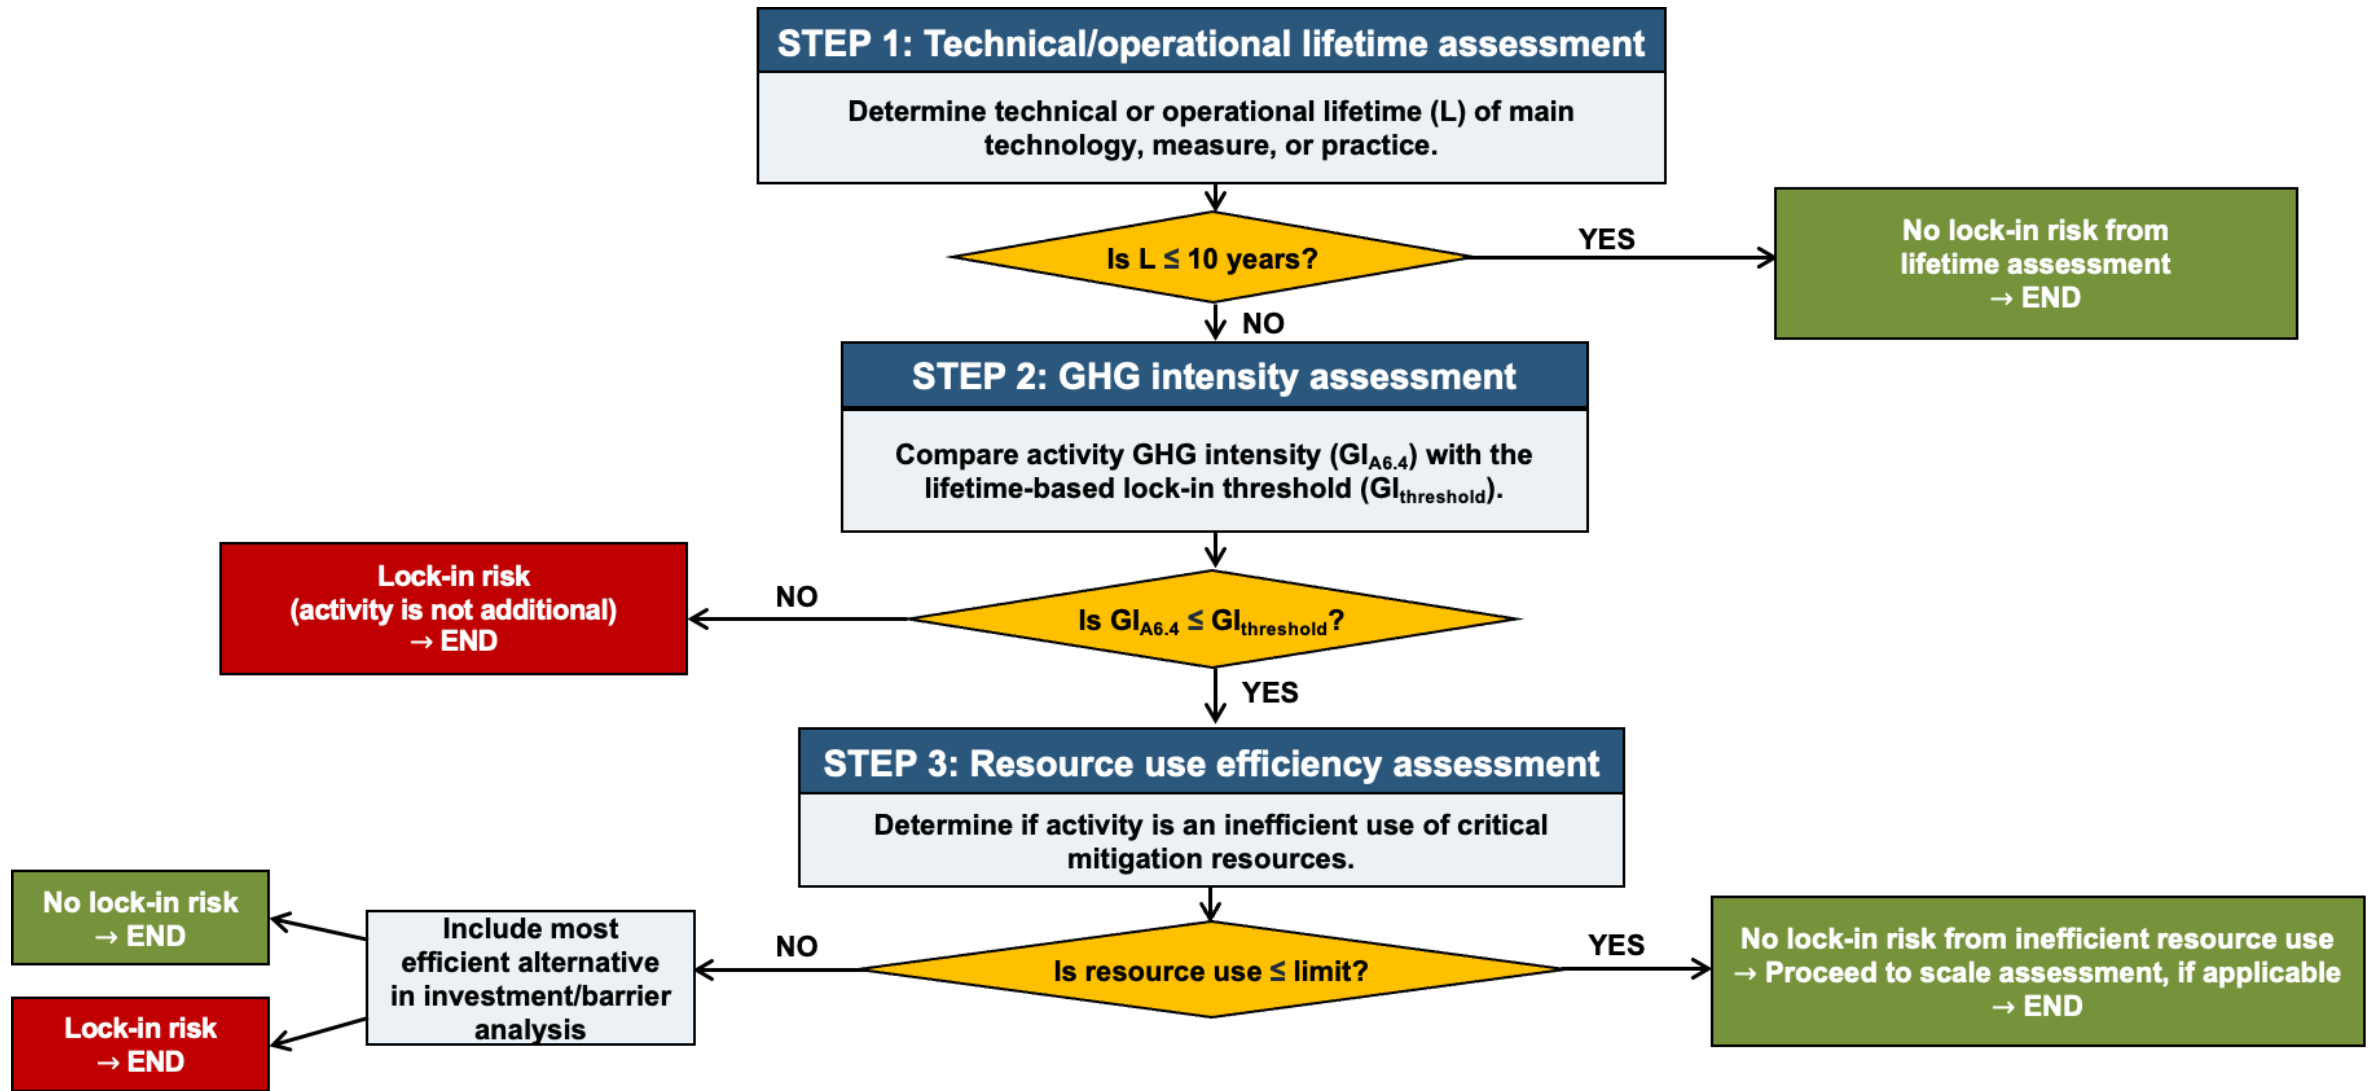 STEP 1: Technical/operational lifetime assessment
Determine technical or operational lifetime (L) of main
technology, measure, or practice.
Is L ≤ 10 years?
YES
No lock-in risk from
lifetime assessment
→ END
NO
STEP 2: GHG intensity assessment
Compare activity GHG intensity (GI_A6.4) with the
lifetime-based lock-in threshold (GI_threshold).
Is GI_A6.4 ≤ GI_threshold?
NO
Lock-in risk
(activity is not additional)
→ END
YES
STEP 3: Resource use efficiency assessment
Determine if activity is an inefficient use of critical
mitigation resources.
Is resource use ≤ limit?
NO
Include most
efficient alternative
in investment/barrier
analysis
No lock-in risk
→ END
Lock-in risk
→ END
YES
No lock-in risk from inefficient resource use
→ Proceed to scale assessment, if applicable
→ END